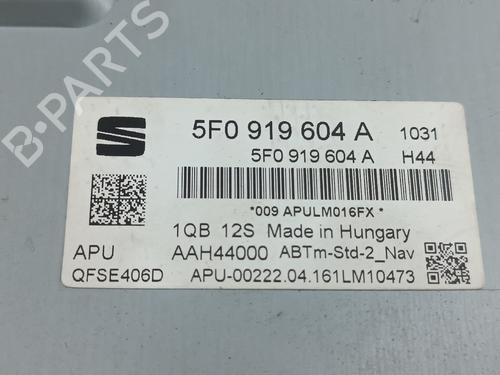 5F0 919 604 A 1031
5F0 919 604 A H44
*009 APULM016FX *
1QB 12S Made in Hungary
APU AAH44000 ABTm-Std-2_Nav
QFSE406D APU-00222.04.161LM10473
B-PARTS